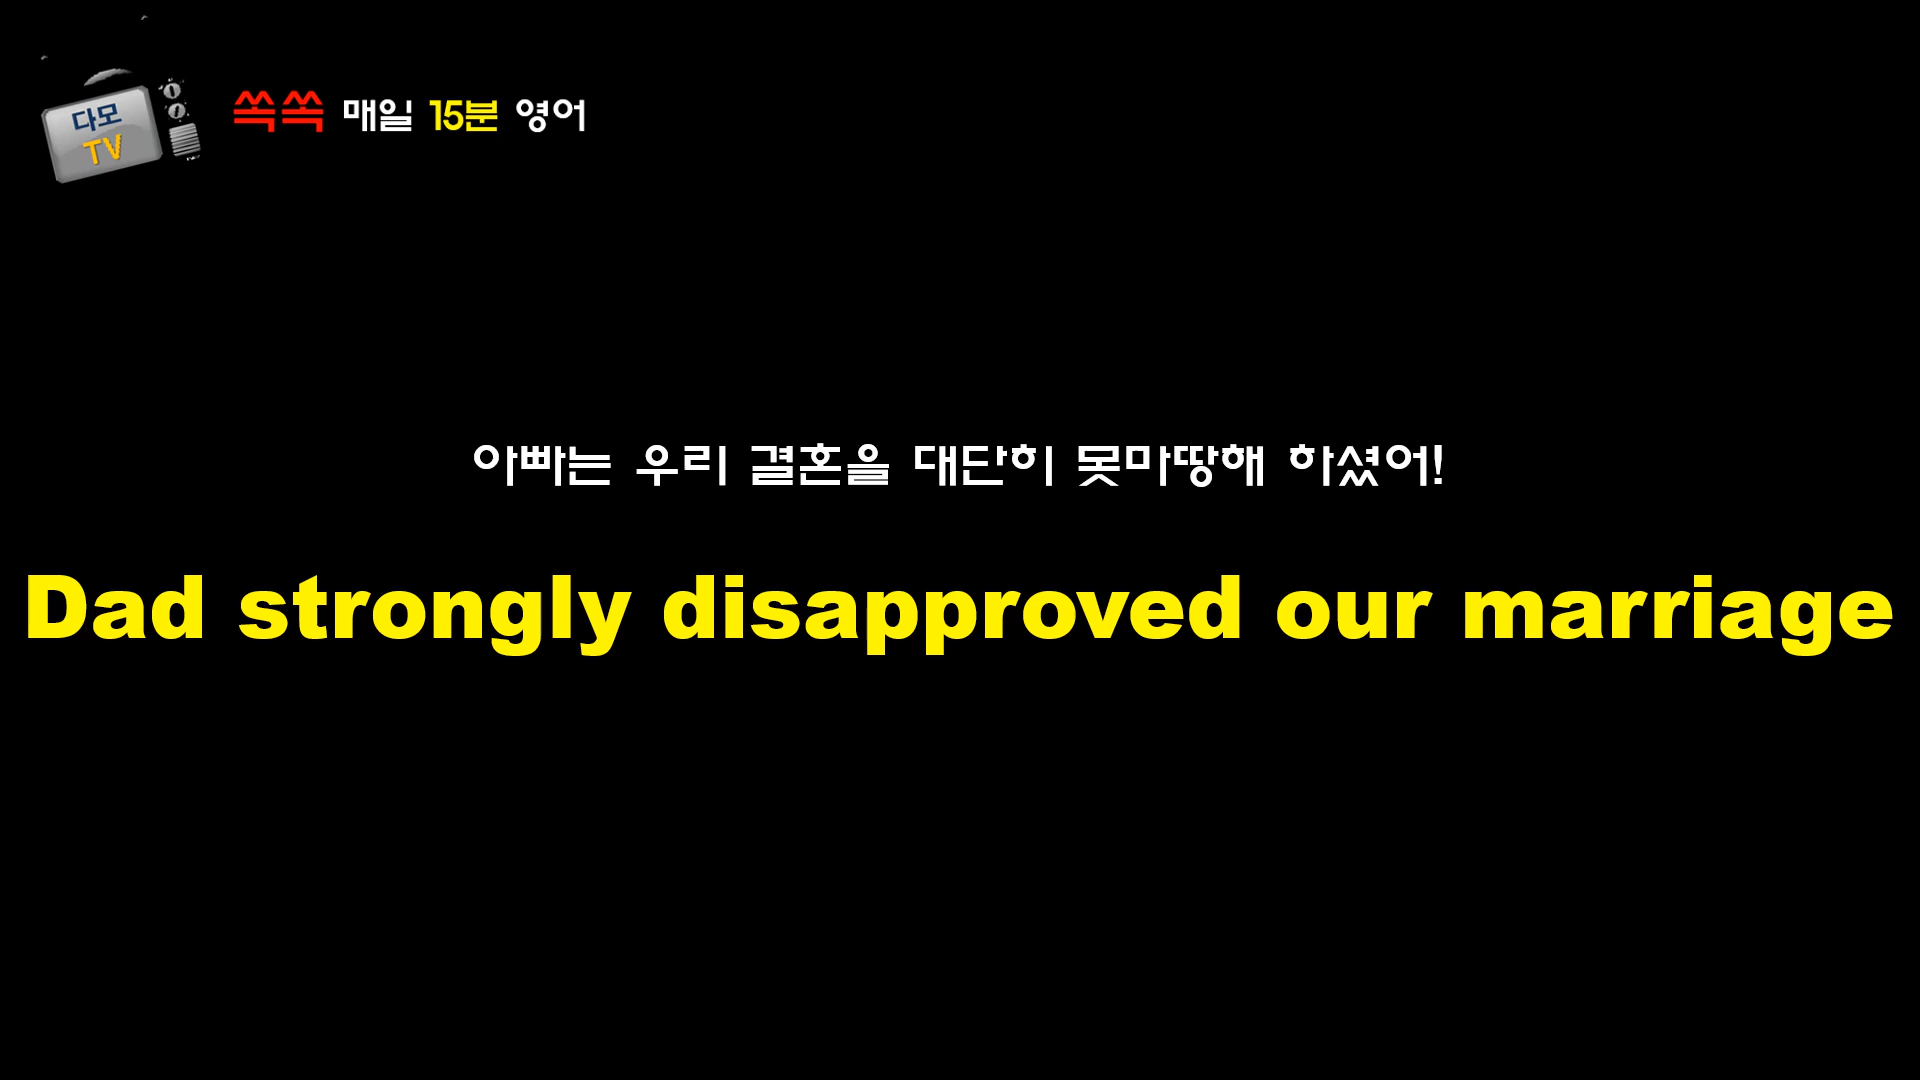 다모
TV
쏙쏙 매일 15분 영어
아빠는 우리 결혼을 대단히 못마땅해 하셨어!
Dad strongly disapproved our marriage